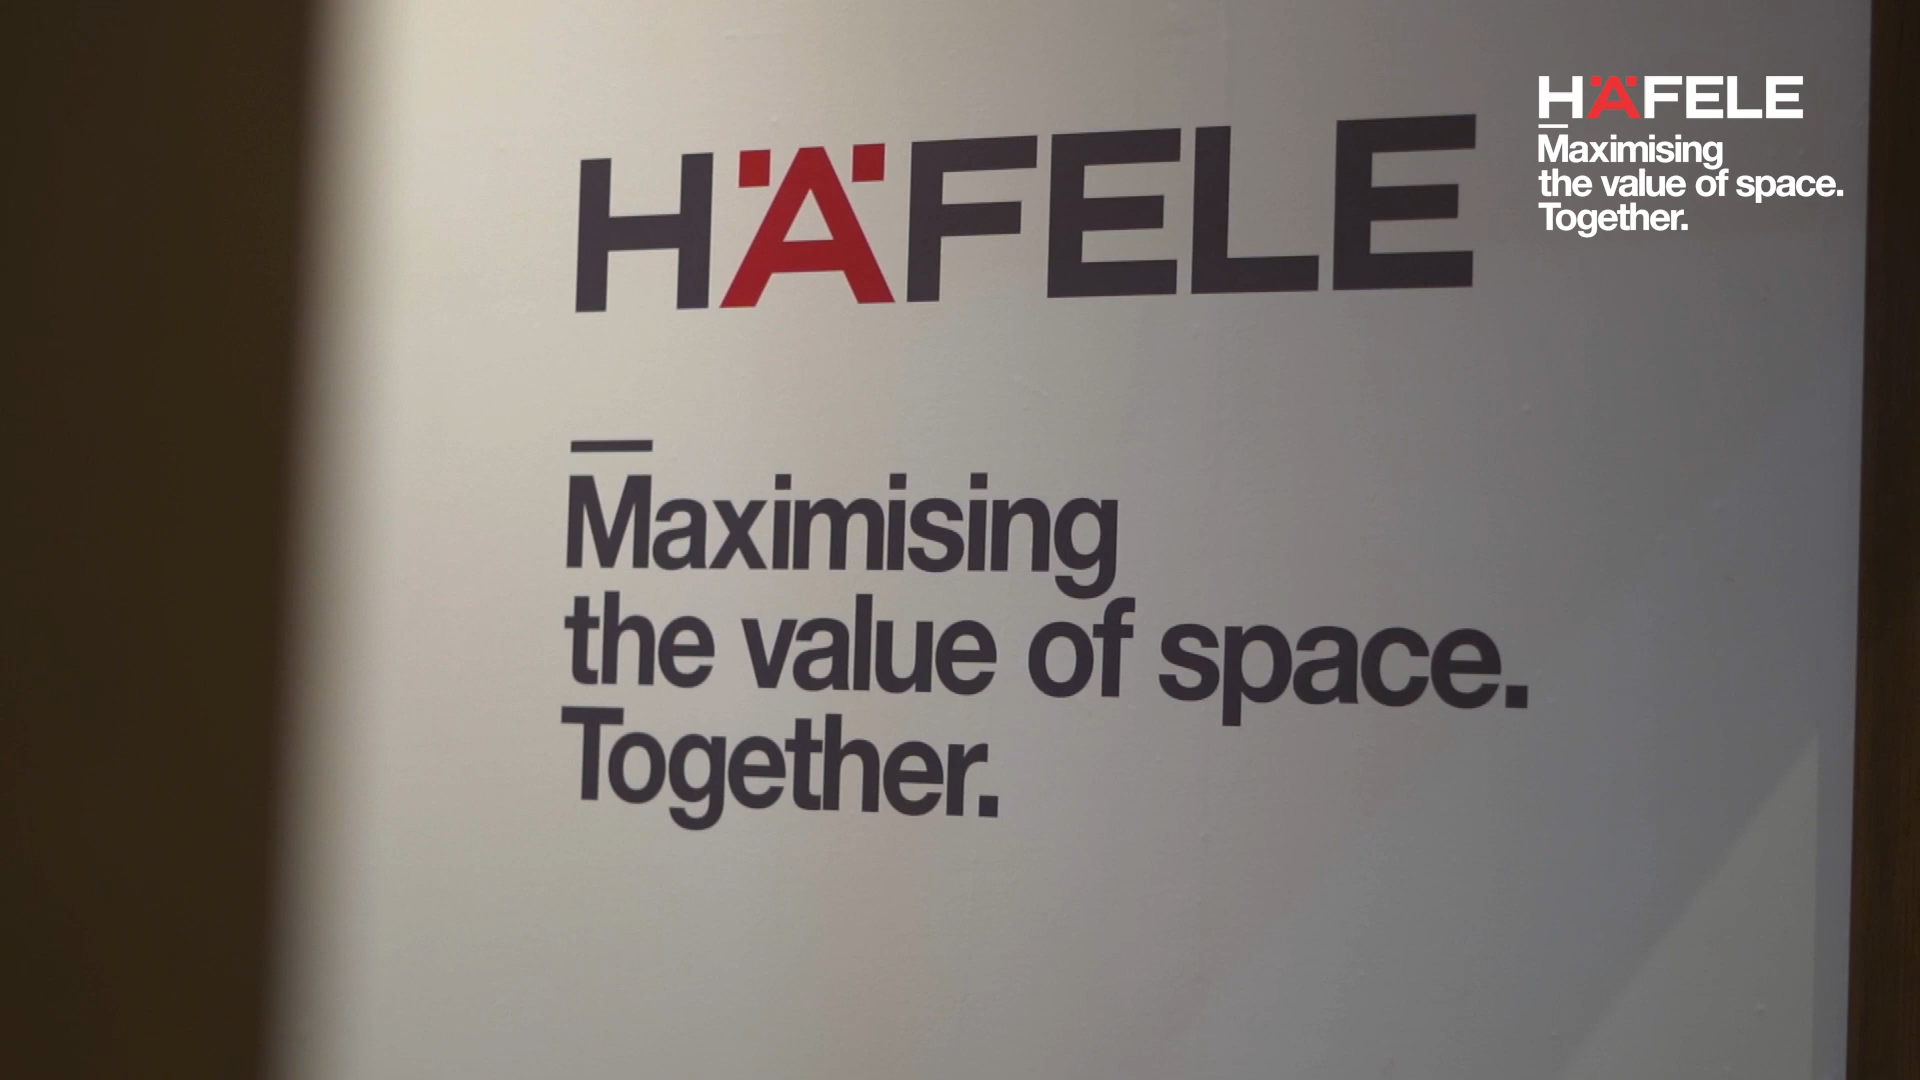 HÄFELE
Maximising
the value of space.
Together.
HÄFELE
Maximising
the value of space.
Together.